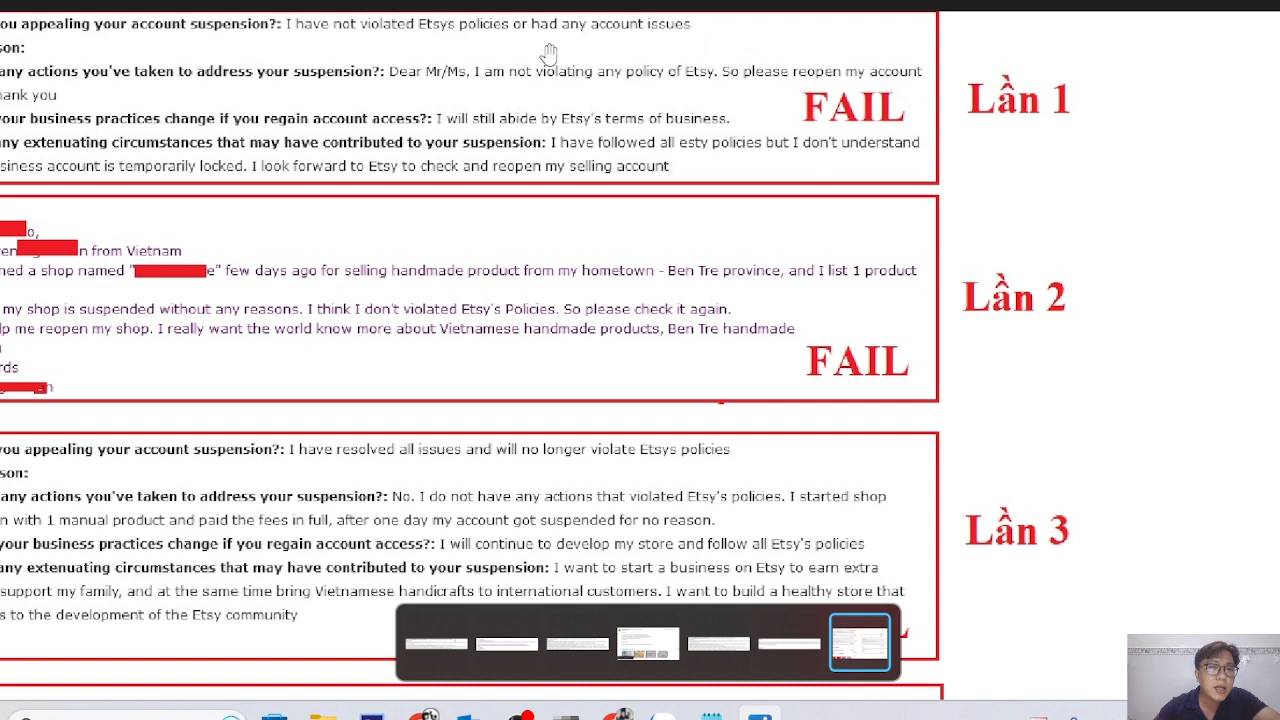 you appealing your account suspension?: I have not violated Etsys policies or had any account issues
son:
any actions you've taken to address your suspension?: Dear Mr/Ms, I am not violating any policy of Etsy. So please reopen my account
hank you
FAIL
Lần 1
your business practices change if you regain account access?: I will still abide by Etsy's terms of business.
any extenuating circumstances that may have contributed to your suspension: I have followed all esty policies but I don't understand
siness account is temporarily locked. I look forward to Etsy to check and reopen my selling account
o,
en n from Vietnam
ned a shop named " e" few days ago for selling handmade product from my hometown - Ben Tre province, and I list 1 product
Lần 2
my shop is suspended without any reasons. I think I don't violated Etsy's Policies. So please check it again.
lp me reopen my shop. I really want the world know more about Vietnamese handmade products, Ben Tre handmade
FAIL
rds
n
you appealing your account suspension?: I have resolved all issues and will no longer violate Etsys policies
son:
any actions you've taken to address your suspension?: No. I do not have any actions that violated Etsy's policies. I started shop
n with 1 manual product and paid the fees in full, after one day my account got suspended for no reason.
Lần 3
your business practices change if you regain account access?: I will continue to develop my store and follow all Etsy's policies
any extenuating circumstances that may have contributed to your suspension: I want to start a business on Etsy to earn extra
support my family, and at the same time bring Vietnamese handicrafts to international customers. I want to build a healthy store that
s to the development of the Etsy community